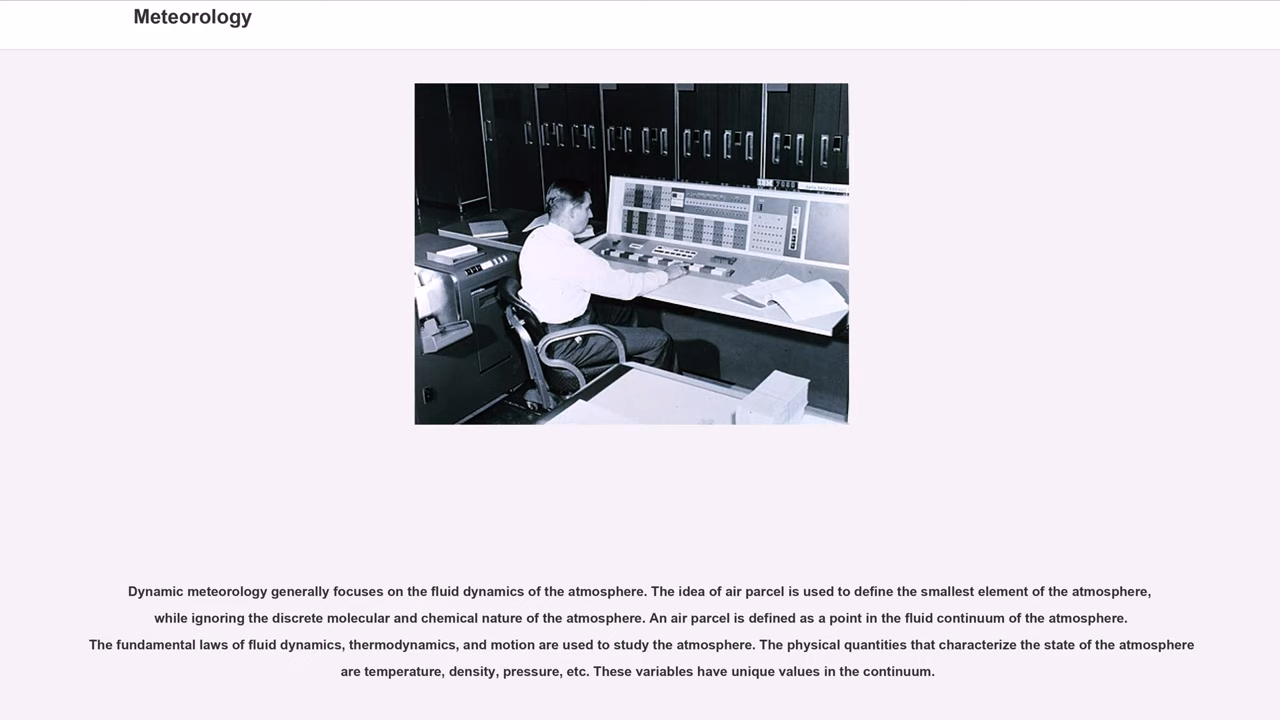 Meteorology
Dynamic meteorology generally focuses on the fluid dynamics of the atmosphere. The idea of air parcel is used to define the smallest element of the atmosphere,
while ignoring the discrete molecular and chemical nature of the atmosphere. An air parcel is defined as a point in the fluid continuum of the atmosphere.
The fundamental laws of fluid dynamics, thermodynamics, and motion are used to study the atmosphere. The physical quantities that characterize the state of the atmosphere
are temperature, density, pressure, etc. These variables have unique values in the continuum.